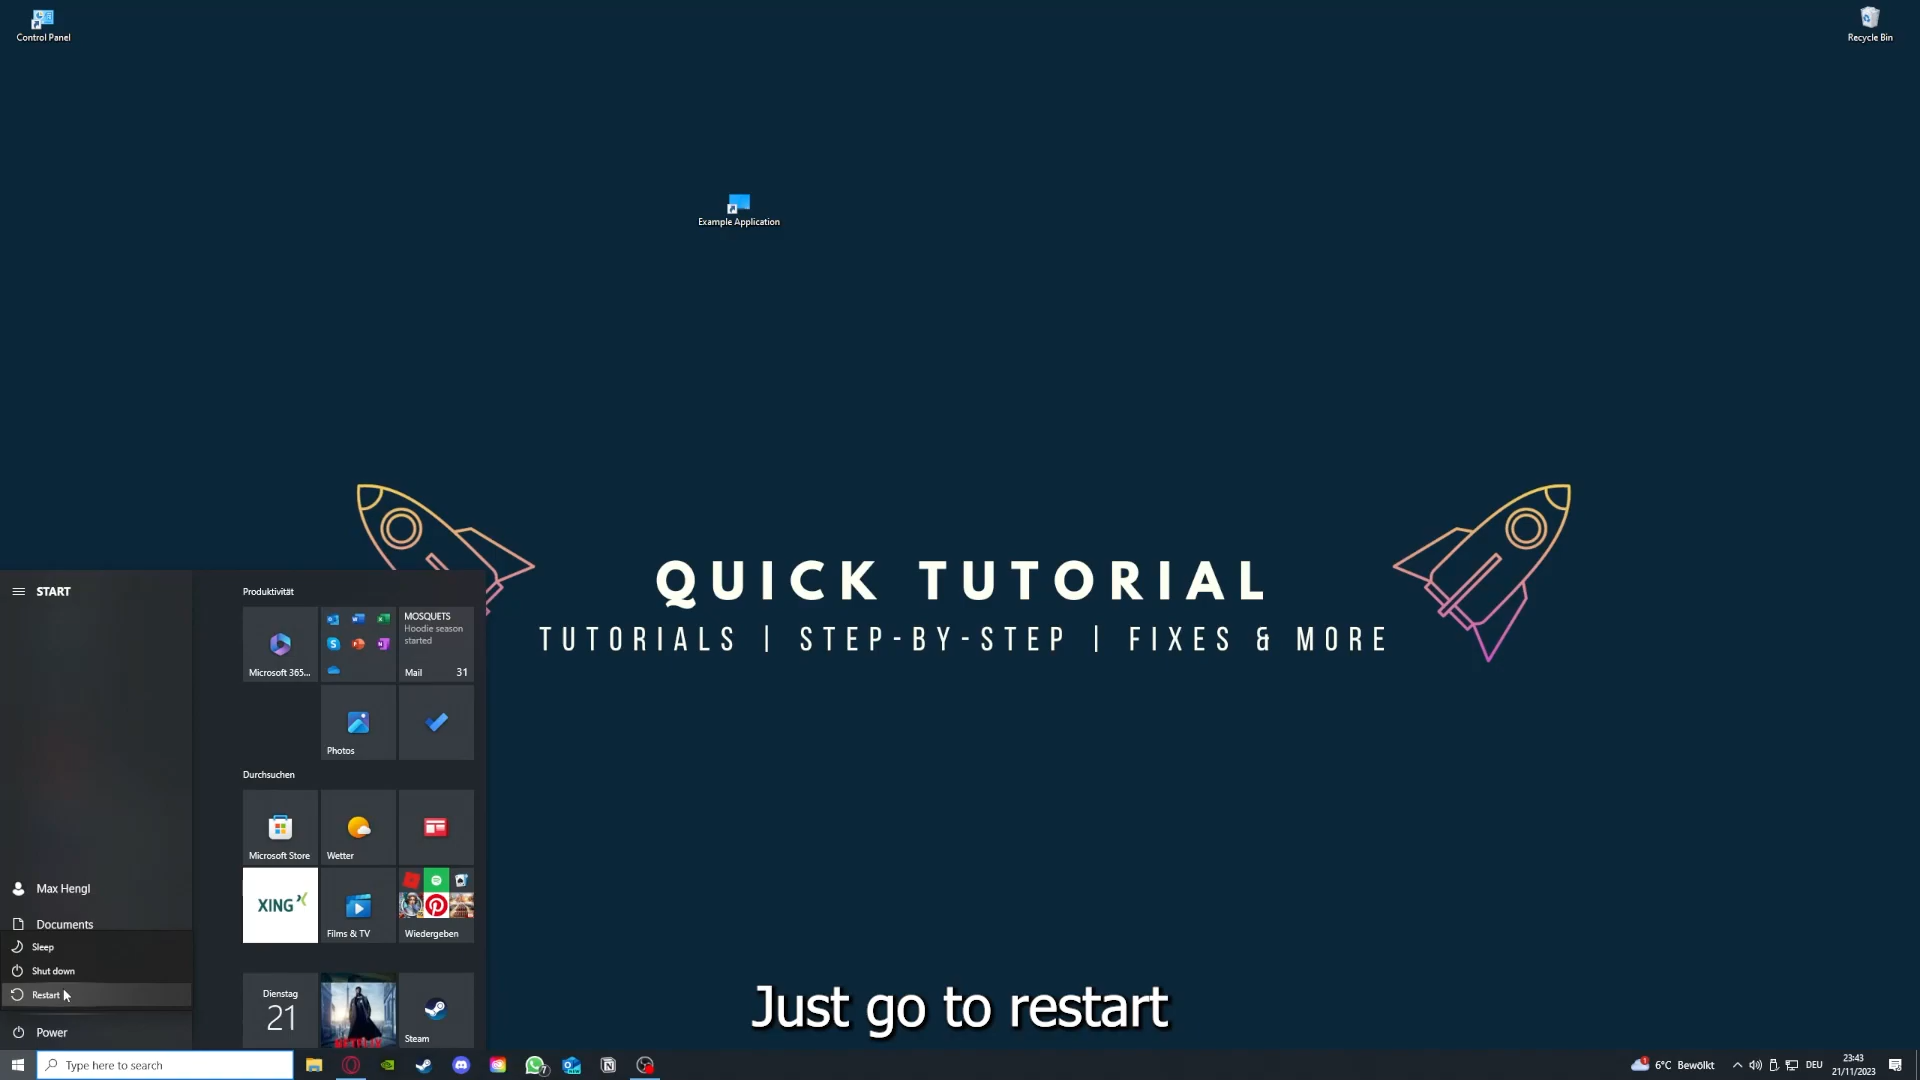 Control Panel
Recycle Bin
Example Application
QUICK TUTORIAL
TUTORIALS | STEP-BY-STEP | FIXES & MORE
START
Produktivität
Microsoft 365...
MOSQUETS
Hoodie season
started
Mail 31
Photos
Durchsuchen
Microsoft Store
Wetter
XING
Films & TV
Wiedergeben
Max Hengl
Documents
Sleep
Shut down
Restart
Power
Dienstag
21
NETFLIX
Steam
Just go to restart
Type here to search
7
1
6°C Bewölkt
DEU
23:43
21/11/2023